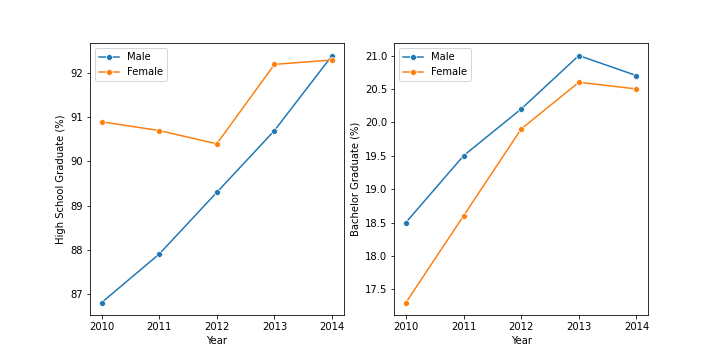 High School Graduate (%)
92
91
90
89
88
87
Male
Female
2010 2011 2012 2013 2014
Year
Bachelor Graduate (%)
21.0
20.5
20.0
19.5
19.0
18.5
18.0
17.5
Male
Female
2010 2011 2012 2013 2014
Year